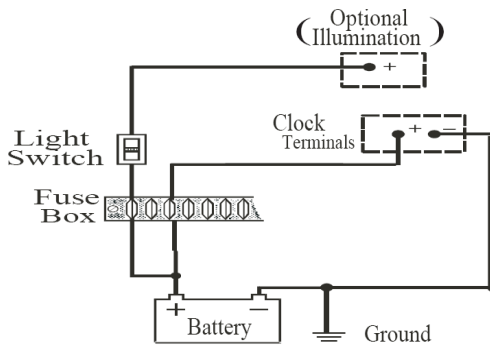 (Optional
Illumination)
+
Clock
Terminals
+ −
Light
Switch
Fuse
Box
+ −
Battery
Ground